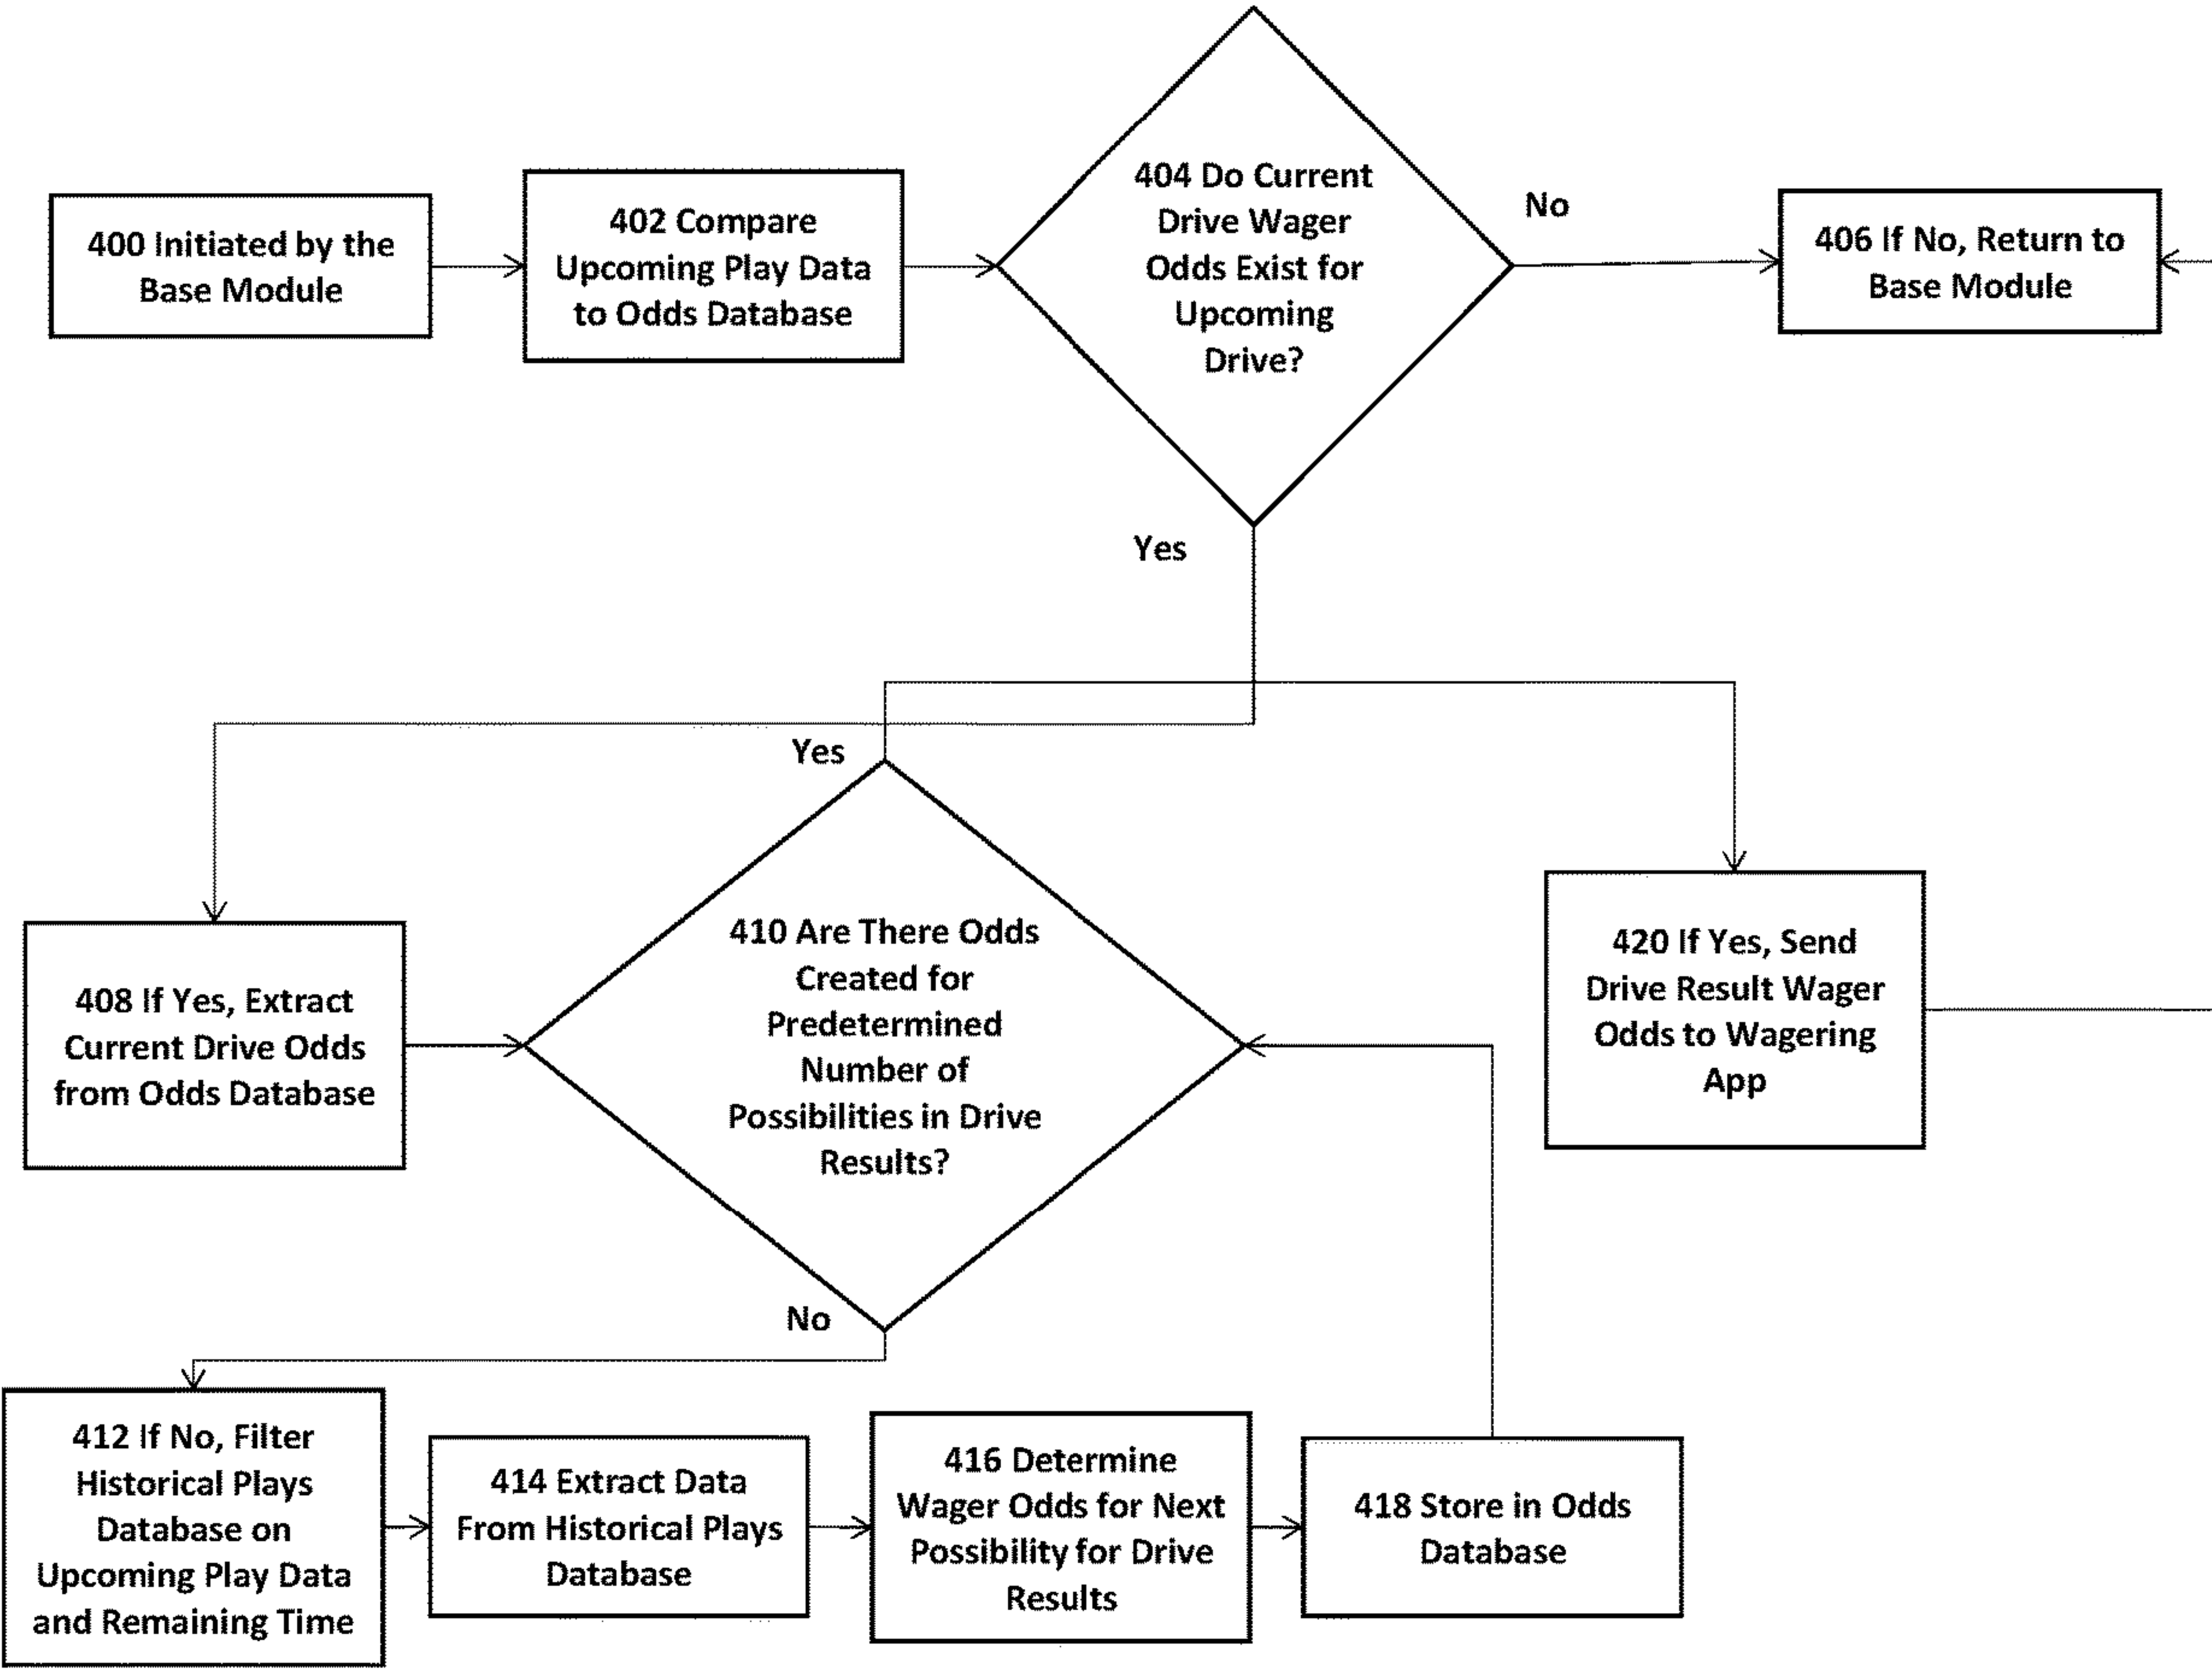 400 Initiated by the
Base Module
402 Compare
Upcoming Play Data
to Odds Database
404 Do Current
Drive Wager
Odds Exist for
Upcoming
Drive?
No
406 If No, Return to
Base Module
Yes
Yes
408 If Yes, Extract
Current Drive Odds
from Odds Database
410 Are There Odds
Created for
Predetermined
Number of
Possibilities in Drive
Results?
420 If Yes, Send
Drive Result Wager
Odds to Wagering
App
No
412 If No, Filter
Historical Plays
Database on
Upcoming Play Data
and Remaining Time
414 Extract Data
From Historical Plays
Database
416 Determine
Wager Odds for Next
Possibility for Drive
Results
418 Store in Odds
Database